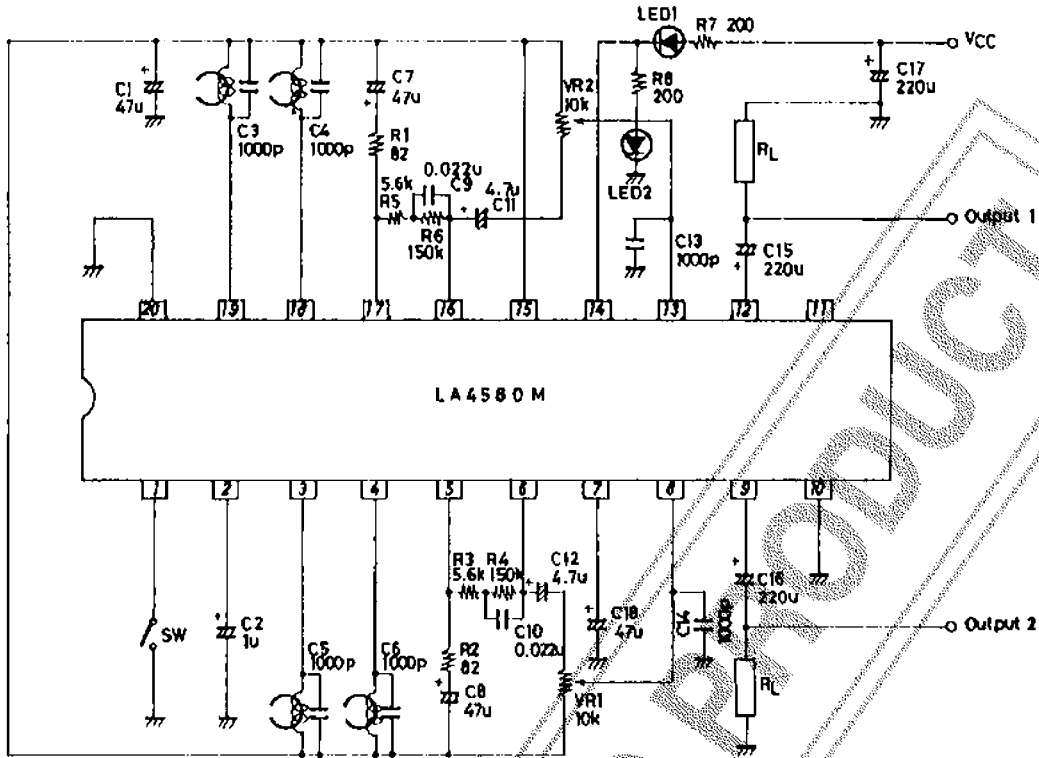 LED1
R7 200
VCC
C17
220u
R8
200
LED2
VR2
10k
C1
47u
C3
1000p
C4
1000p
C7
47u
R1
82
0.022u
C9
5.6k
R5
R6
150k
4.7u
C11
C13
1000p
RL
Output 1
C15
220u
20 19 18 17 16 15 14 13 12 11
LA4580M
1 2 3 4 5 6 7 8 9 10
SW
C2
1u
C5
1000p
C6
1000p
R3 R4
5.6k 150k
C12
4.7u
C10
0.022u
R2
82
C8
47u
C18
47u
VR1
10k
C14
1000p
C16
220u
Output 2
RL
PRODUCT